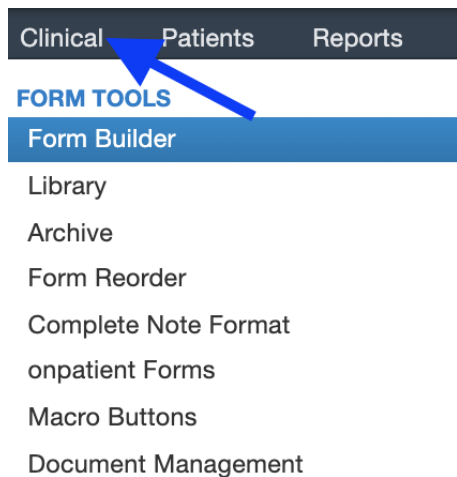 Clinical Patients Reports
FORM TOOLS
Form Builder
Library
Archive
Form Reorder
Complete Note Format
onpatient Forms
Macro Buttons
Document Management